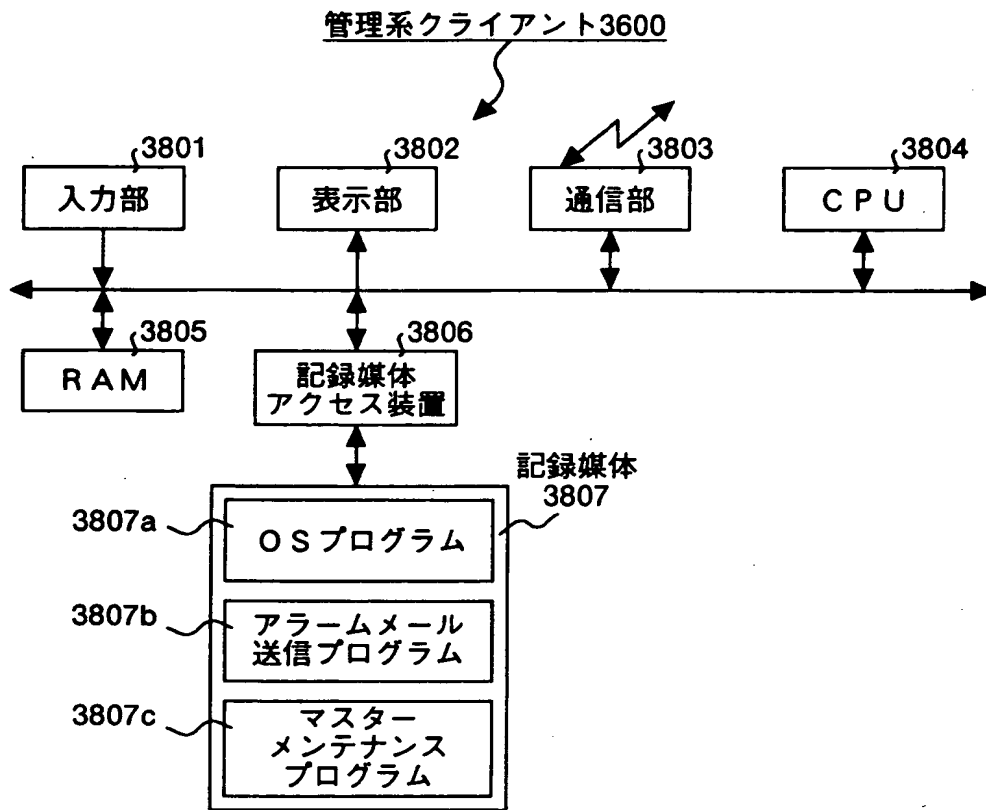 管理系クライアント3600
3801
3802
3803
3804
入力部
表示部
通信部
CPU
3805
3806
RAM
記録媒体
アクセス装置
記録媒体
3807
3807a
OSプログラム
3807b
アラームメール
送信プログラム
3807c
マスター
メンテナンス
プログラム